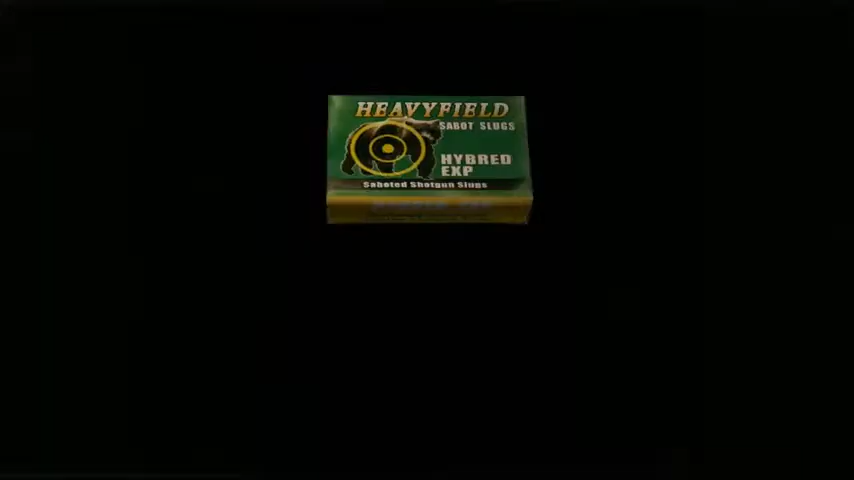 HEAVYFIELD
SABOT SLUGS
HYBRED
EXP
Saboted Shotgun Slugs